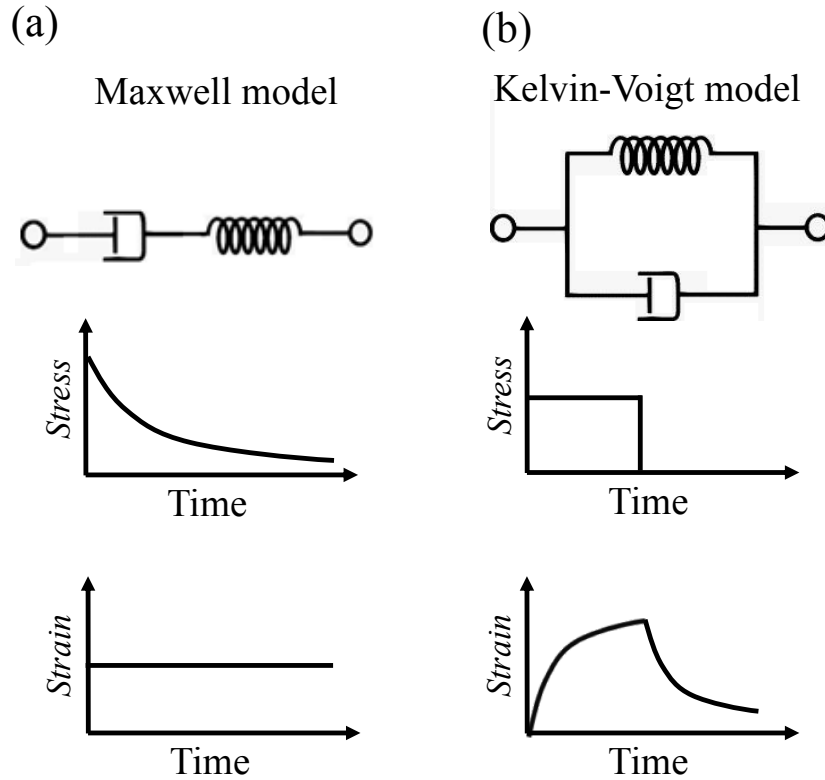 (a)
Maxwell model
Stress
Time
Strain
Time
(b)
Kelvin-Voigt model
Stress
Time
Strain
Time